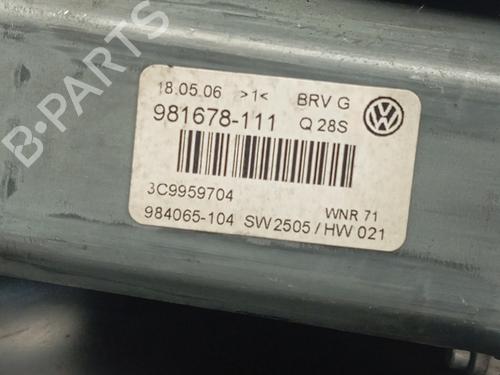 18.05.06 >1< BRV G
981678-111 Q 28S
3C9959704
WNR 71
984065-104 SW2505 / HW 021
B-PARTS